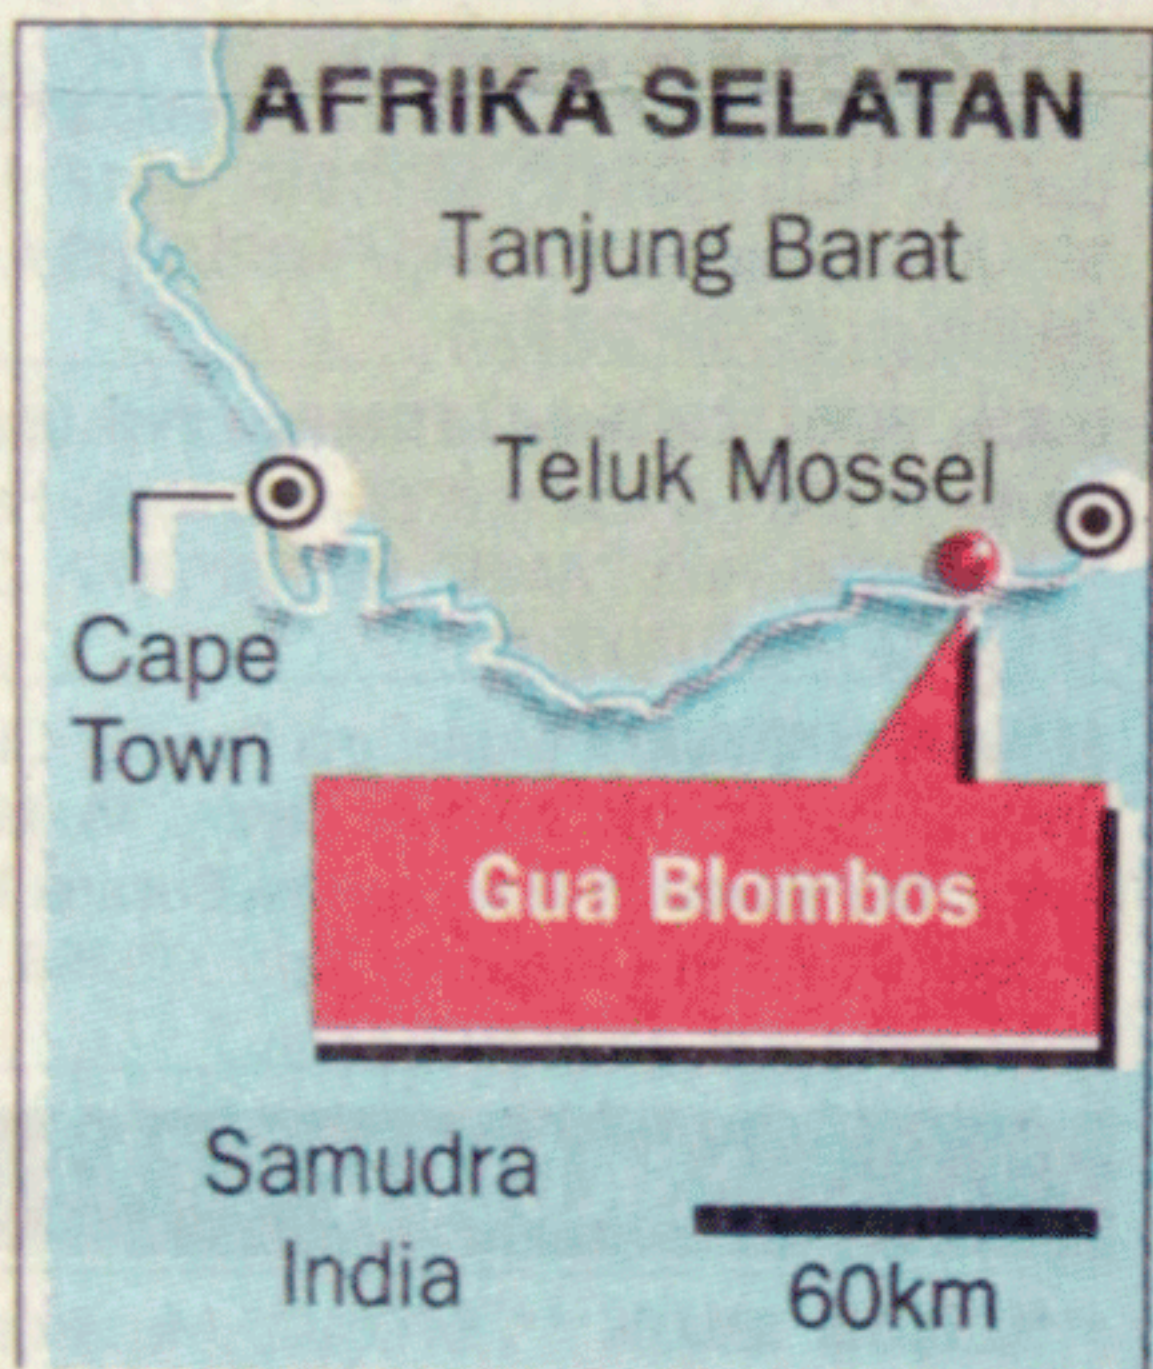 AFRIKA SELATAN
Tanjung Barat
Teluk Mossel
Cape
Town
Gua Blombos
Samudra
India
60km